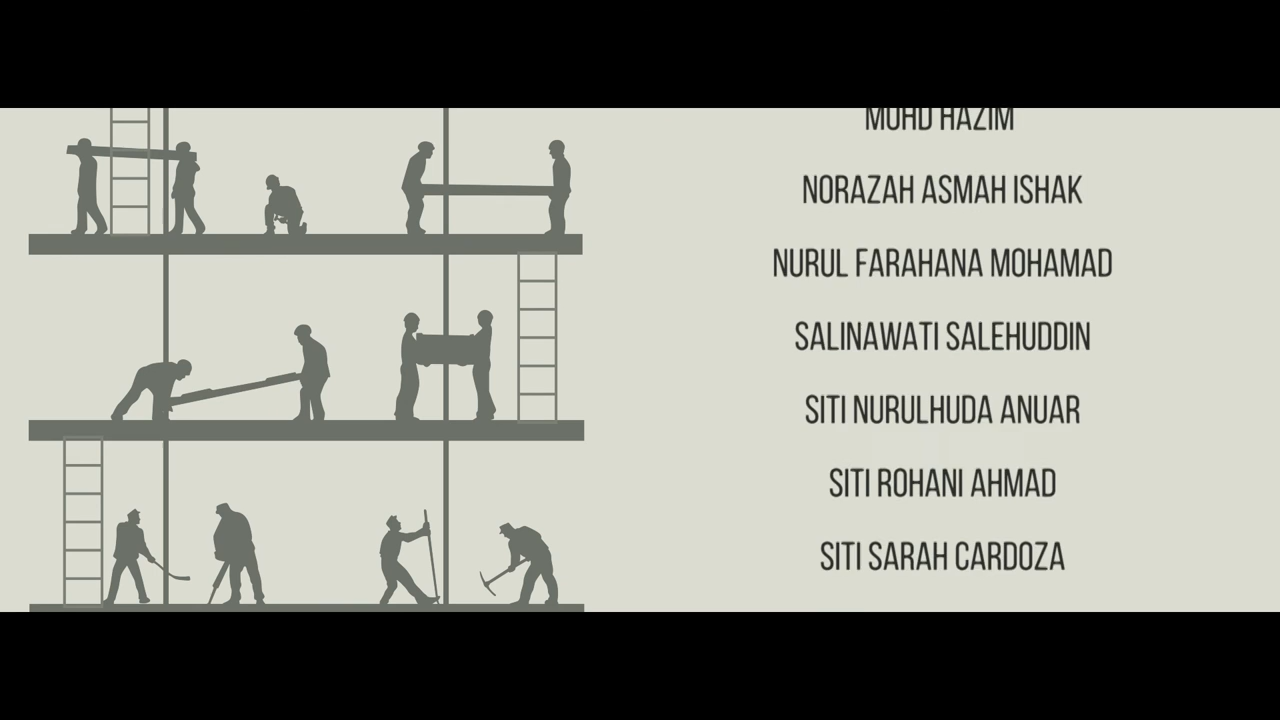 MOHD HAZIM
NORAZAH ASMAH ISHAK
NURUL FARAHANA MOHAMAD
SALINAWATI SALEHUDDIN
SITI NURULHUDA ANUAR
SITI ROHANI AHMAD
SITI SARAH CARDOZA